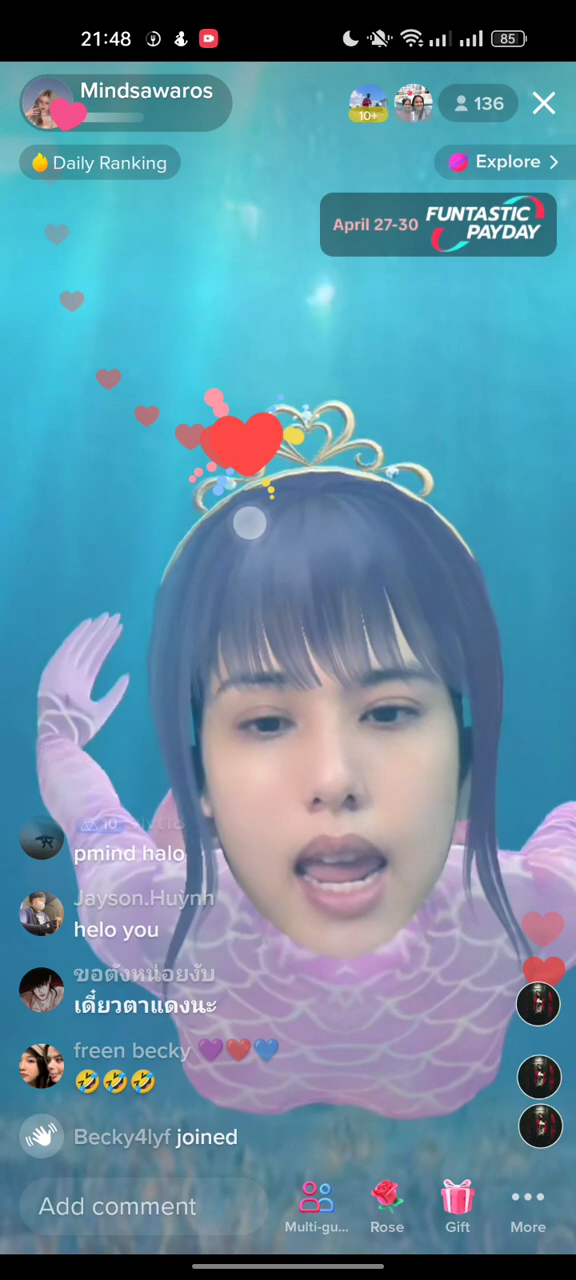 21:48
85
Mindsawaros
10+
136
Daily Ranking
Explore
April 27-30
FUNTASTIC
PAYDAY
10
pmind halo
Jayson.Huỳnh
helo you
ขอตังหน่อยงับ
เดี๋ยวตาแดงนะ
freen becky
Becky4lyf joined
Add comment
Multi-gu...
Rose
Gift
More